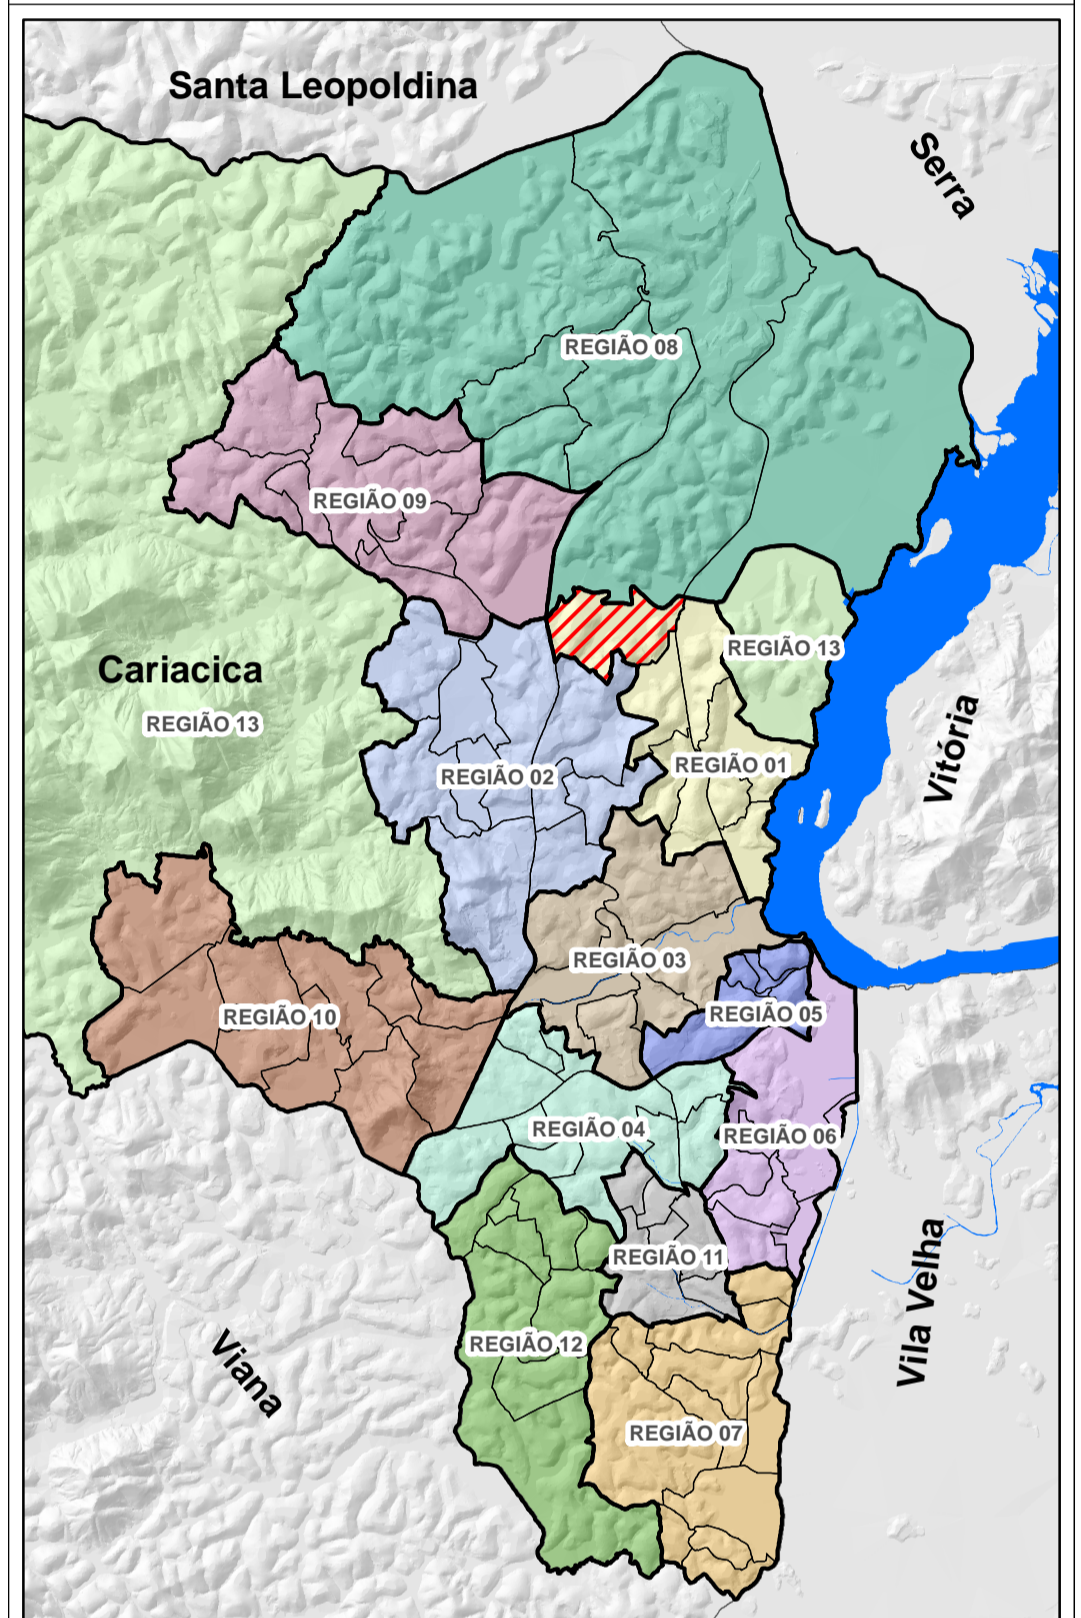 Santa Leopoldina
Serra
REGIÃO 08
REGIÃO 09
REGIÃO 13
Cariacica
REGIÃO 13
Vitória
REGIÃO 01
REGIÃO 02
REGIÃO 03
REGIÃO 05
REGIÃO 10
REGIÃO 04
REGIÃO 06
REGIÃO 11
Vila Velha
REGIÃO 12
Viana
REGIÃO 07